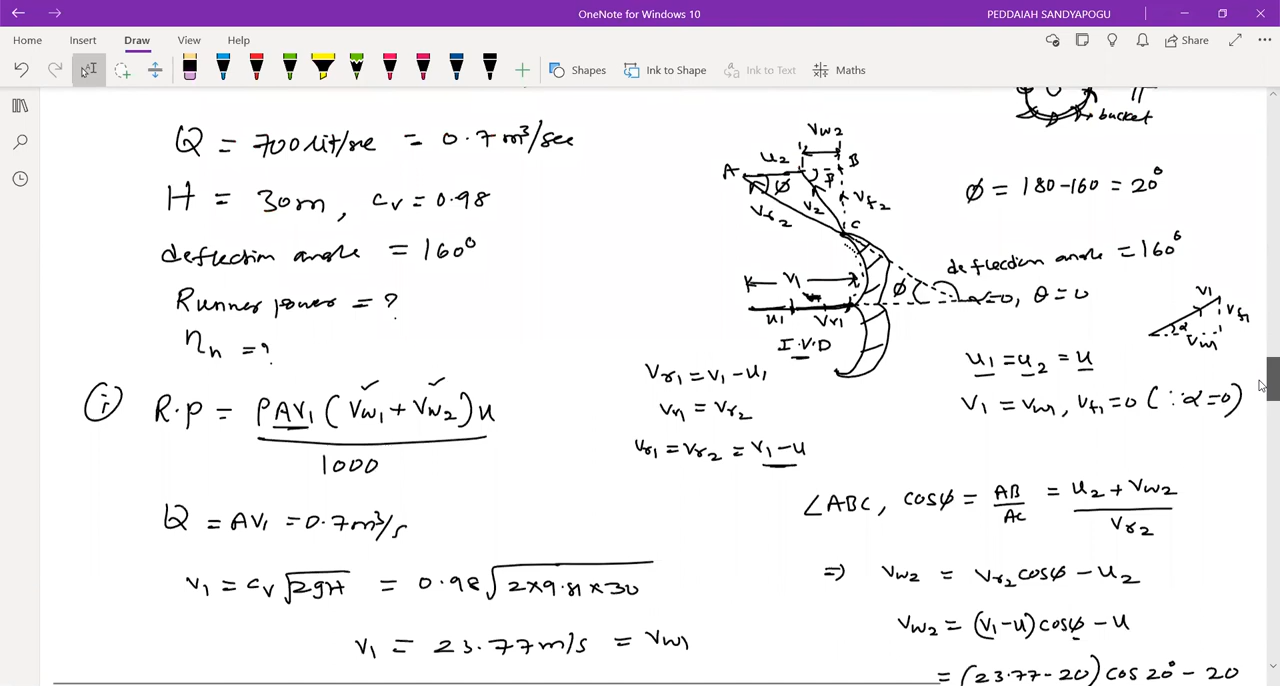 OneNote for Windows 10
PEDDAIAH SANDYAPOGU
Home Insert Draw View Help
Share
Shapes Ink to Shape Ink to Text Maths
Q = 700 lit/sec = 0.7 m³/sec
H = 30m, Cv = 0.98
deflection angle = 160°
Runner power = ?
ηh = ?
① R.P = ρAV₁(Vw₁ + Vw₂)u
1000
Q = AV₁ = 0.7 m³/s
V₁ = Cv√2gH = 0.98√2×9.81×30
V₁ = 23.77 m/s = Vw₁
bucket
Vw2
u2
A
B
β
φ
Vr2
V2
Vf2
C
V1
φ
u1
Vr1
I.V.D
Vr1 = V1 - u1
Vr1 = Vr2
Vr1 = Vr2 = V1 - u
φ = 180 - 160 = 20°
deflection angle = 160°
α=0, θ=0
V1
Vf1
α
Vw1
u1 = u2 = u
V1 = Vw1, Vf1 = 0 (∵ α=0)
∠ABC, cosφ = AB/AC = u2 + Vw2 / Vr2
⇒ Vw2 = Vr2 cosφ - u2
Vw2 = (V1 - u) cosφ - u
= (23.77 - 20) cos 20° - 20